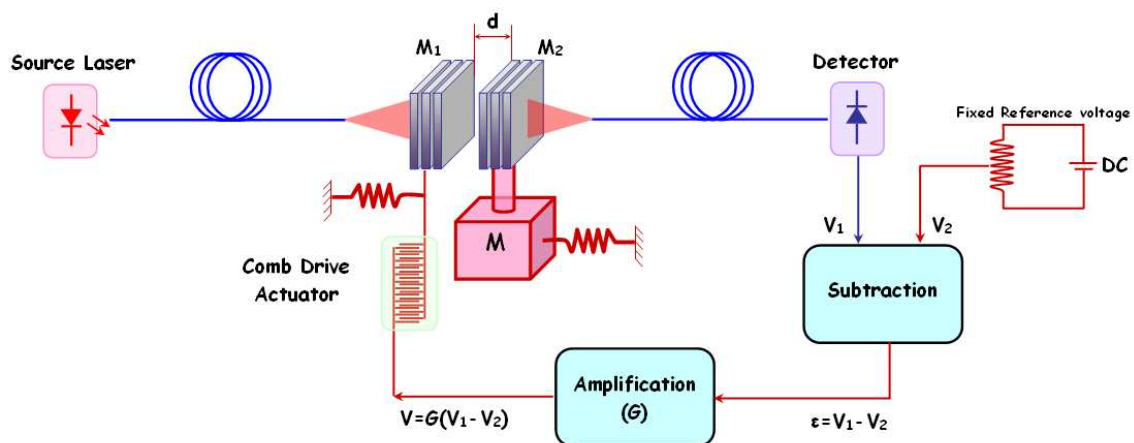 Source Laser
M₁
d
M₂
Detector
Fixed Reference voltage
DC
V₁
V₂
M
Comb Drive
Actuator
Subtraction
Amplification
(G)
V=G(V₁- V₂)
ε=V₁- V₂